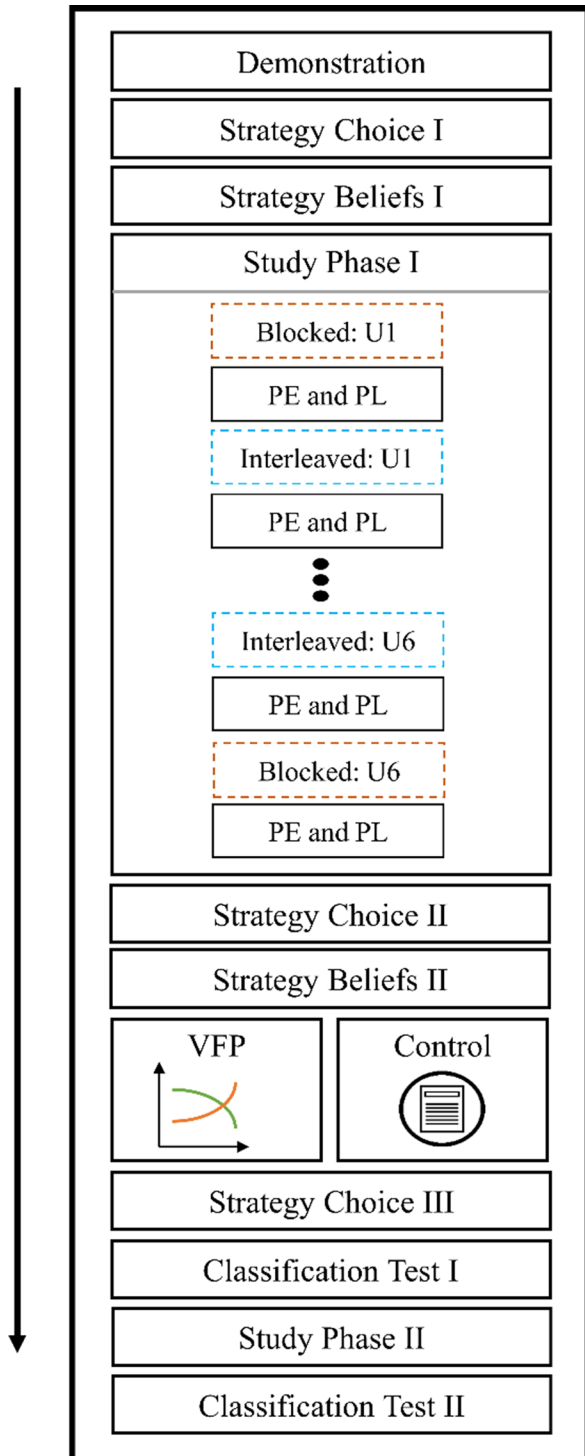 Demonstration
Strategy Choice I
Strategy Beliefs I
Study Phase I
Blocked: U1
PE and PL
Interleaved: U1
PE and PL
Interleaved: U6
PE and PL
Blocked: U6
PE and PL
Strategy Choice II
Strategy Beliefs II
VFP
Control
Strategy Choice III
Classification Test I
Study Phase II
Classification Test II